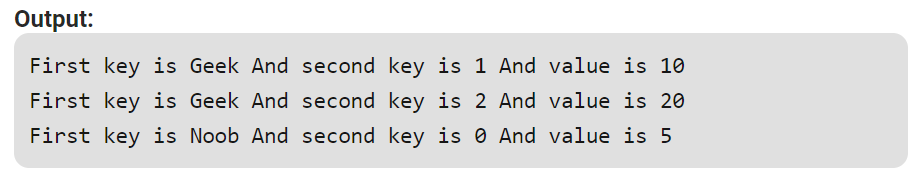 Output:
First key is Geek And second key is 1 And value is 10
First key is Geek And second key is 2 And value is 20
First key is Noob And second key is 0 And value is 5